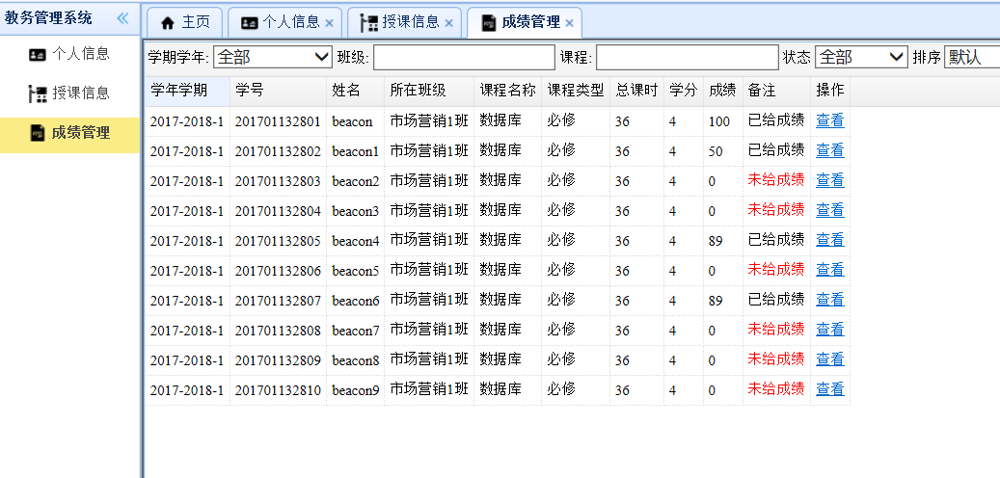 教务管理系统
个人信息
授课信息
成绩管理
主页 个人信息 授课信息 成绩管理
学期学年: 全部 班级: 课程: 状态 全部 排序 默认
学年学期 学号 姓名 所在班级 课程名称 课程类型 总课时 学分 成绩 备注 操作
2017-2018-1 201701132801 beacon 市场营销1班 数据库 必修 36 4 100 已给成绩 查看
2017-2018-1 201701132802 beacon1 市场营销1班 数据库 必修 36 4 50 已给成绩 查看
2017-2018-1 201701132803 beacon2 市场营销1班 数据库 必修 36 4 0 未给成绩 查看
2017-2018-1 201701132804 beacon3 市场营销1班 数据库 必修 36 4 0 未给成绩 查看
2017-2018-1 201701132805 beacon4 市场营销1班 数据库 必修 36 4 89 已给成绩 查看
2017-2018-1 201701132806 beacon5 市场营销1班 数据库 必修 36 4 0 未给成绩 查看
2017-2018-1 201701132807 beacon6 市场营销1班 数据库 必修 36 4 89 已给成绩 查看
2017-2018-1 201701132808 beacon7 市场营销1班 数据库 必修 36 4 0 未给成绩 查看
2017-2018-1 201701132809 beacon8 市场营销1班 数据库 必修 36 4 0 未给成绩 查看
2017-2018-1 201701132810 beacon9 市场营销1班 数据库 必修 36 4 0 未给成绩 查看